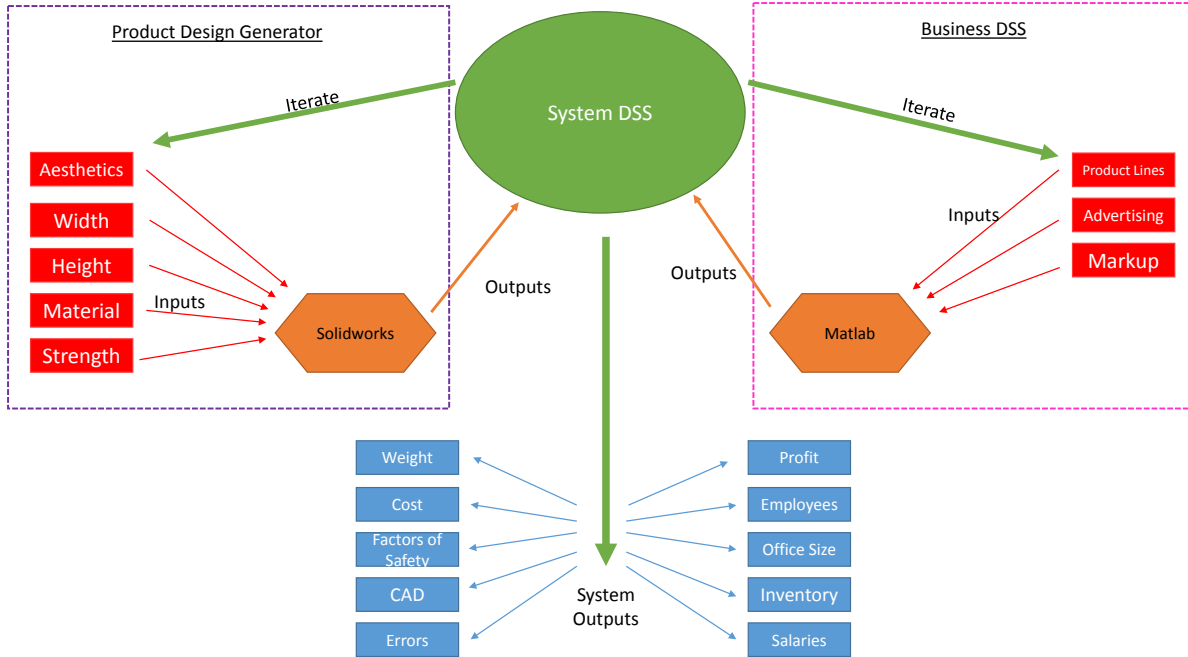 Product Design Generator
Business DSS
System DSS
Iterate
Iterate
Aesthetics
Width
Height
Material
Strength
Inputs
Solidworks
Outputs
Product Lines
Advertising
Markup
Inputs
Outputs
Matlab
Weight
Cost
Factors of
Safety
CAD
Errors
System
Outputs
Profit
Employees
Office Size
Inventory
Salaries